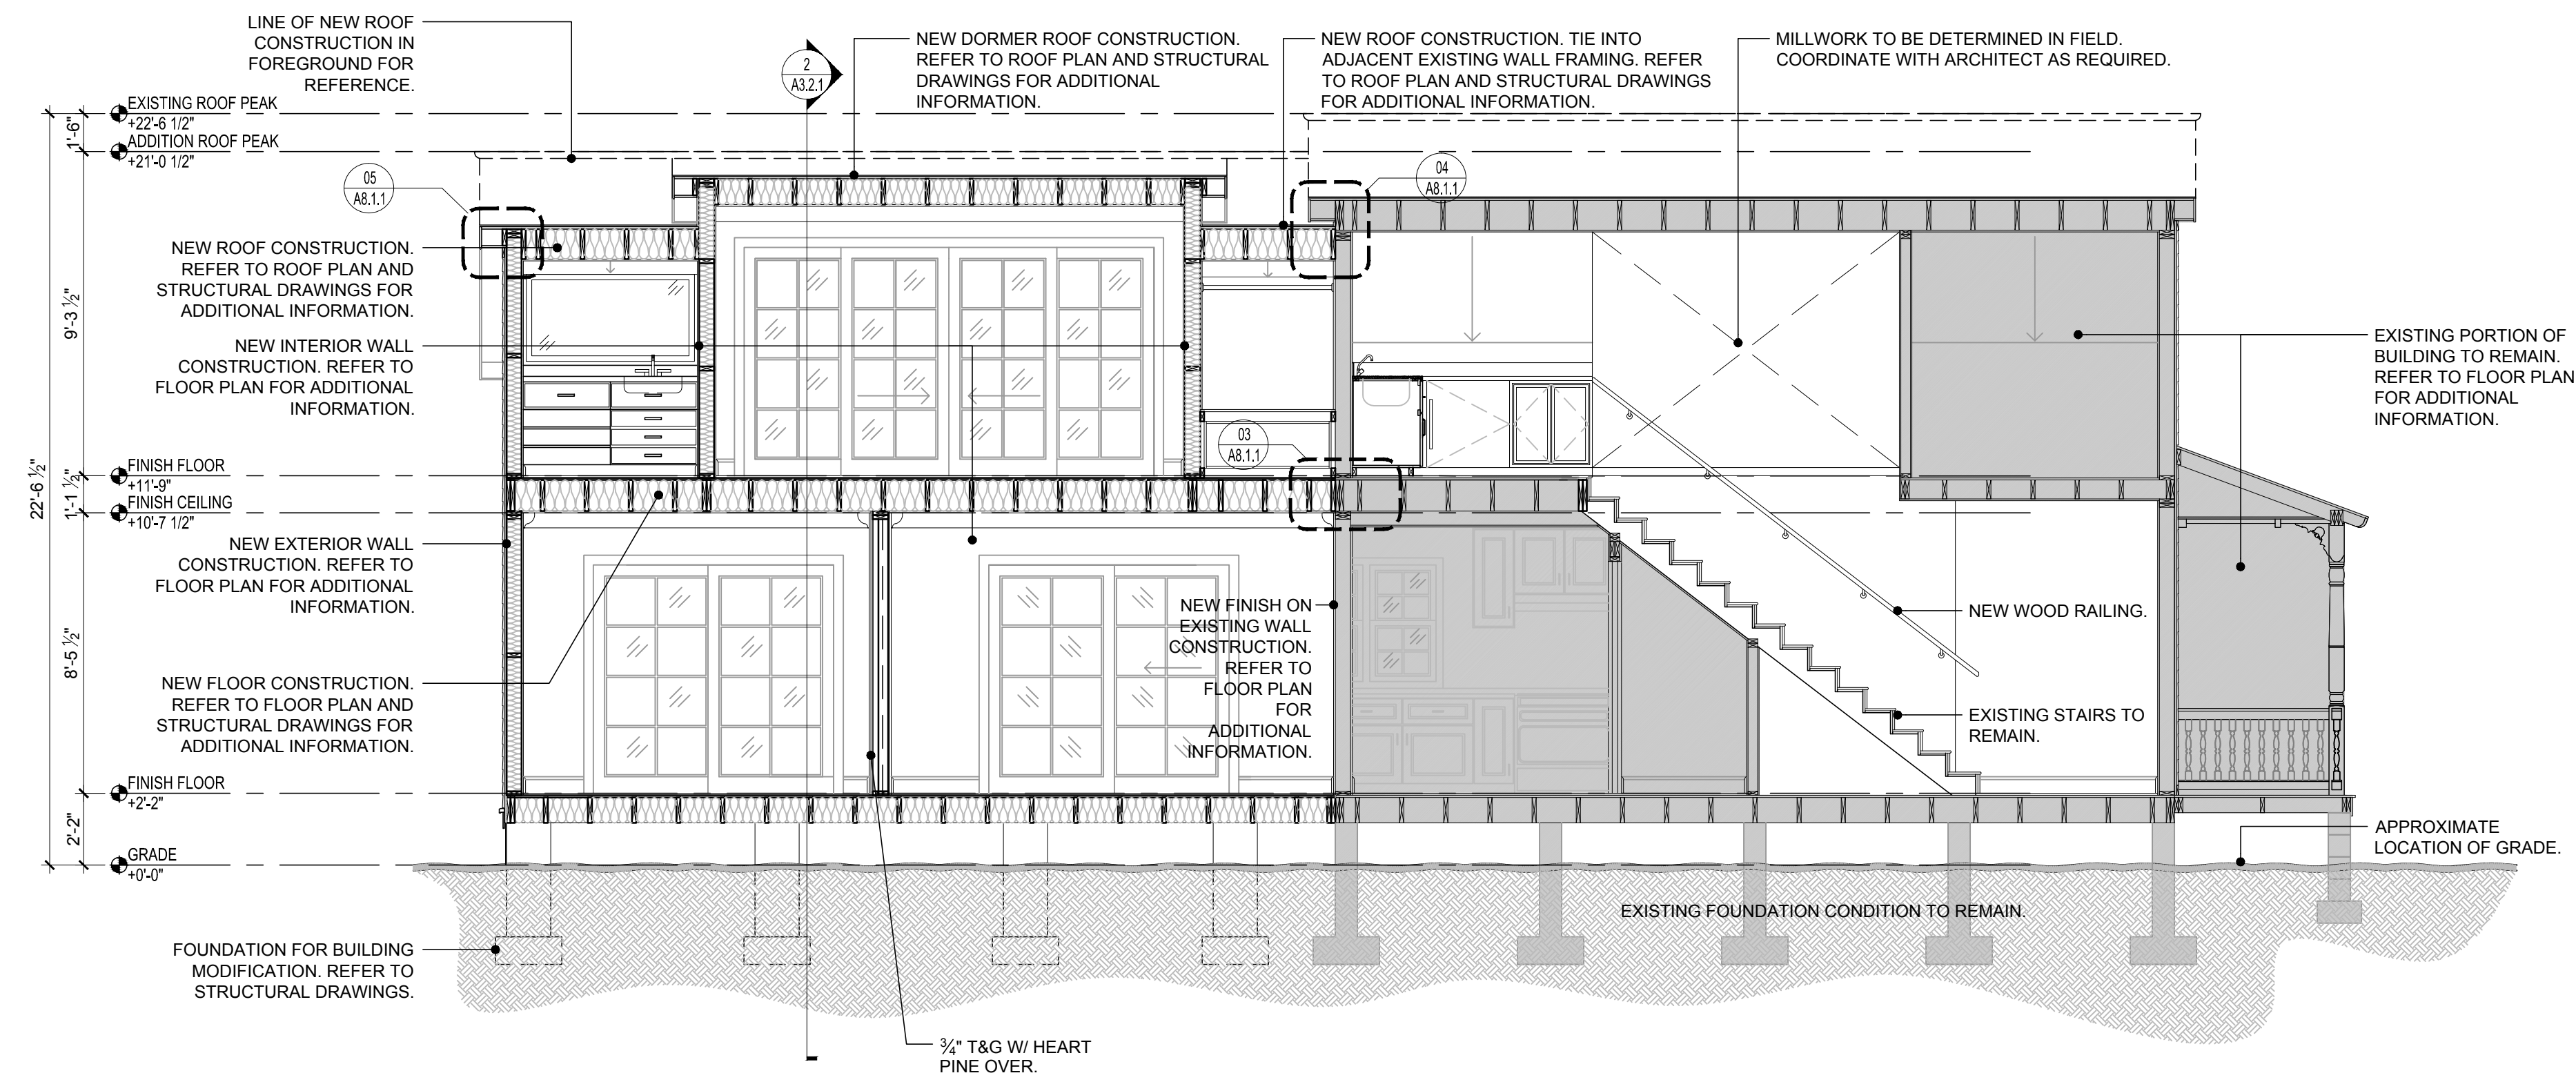 LINE OF NEW ROOF
CONSTRUCTION IN
FOREGROUND FOR
REFERENCE.
2
A3.2.1
NEW DORMER ROOF CONSTRUCTION.
REFER TO ROOF PLAN AND STRUCTURAL
DRAWINGS FOR ADDITIONAL
INFORMATION.
NEW ROOF CONSTRUCTION. TIE INTO
ADJACENT EXISTING WALL FRAMING. REFER
TO ROOF PLAN AND STRUCTURAL DRAWINGS
FOR ADDITIONAL INFORMATION.
MILLWORK TO BE DETERMINED IN FIELD.
COORDINATE WITH ARCHITECT AS REQUIRED.
EXISTING ROOF PEAK
+22'-6 1/2"
1'-6"
ADDITION ROOF PEAK
+21'-0 1/2"
05
A8.1.1
04
A8.1.1
NEW ROOF CONSTRUCTION.
REFER TO ROOF PLAN AND
STRUCTURAL DRAWINGS FOR
ADDITIONAL INFORMATION.
9'-3 ½"
NEW INTERIOR WALL
CONSTRUCTION. REFER TO
FLOOR PLAN FOR ADDITIONAL
INFORMATION.
EXISTING PORTION OF
BUILDING TO REMAIN.
REFER TO FLOOR PLAN
FOR ADDITIONAL
INFORMATION.
03
A8.1.1
22'-6 ½"
FINISH FLOOR
+11'-9"
1'-1 ½"
FINISH CEILING
+10'-7 1/2"
NEW EXTERIOR WALL
CONSTRUCTION. REFER TO
FLOOR PLAN FOR ADDITIONAL
INFORMATION.
8'-5 ½"
NEW FINISH ON
EXISTING WALL
CONSTRUCTION.
REFER TO
FLOOR PLAN
FOR
ADDITIONAL
INFORMATION.
NEW WOOD RAILING.
NEW FLOOR CONSTRUCTION.
REFER TO FLOOR PLAN AND
STRUCTURAL DRAWINGS FOR
ADDITIONAL INFORMATION.
EXISTING STAIRS TO
REMAIN.
FINISH FLOOR
+2'-2"
2'-2"
GRADE
+0'-0"
APPROXIMATE
LOCATION OF GRADE.
EXISTING FOUNDATION CONDITION TO REMAIN.
FOUNDATION FOR BUILDING
MODIFICATION. REFER TO
STRUCTURAL DRAWINGS.
¾" T&G W/ HEART
PINE OVER.